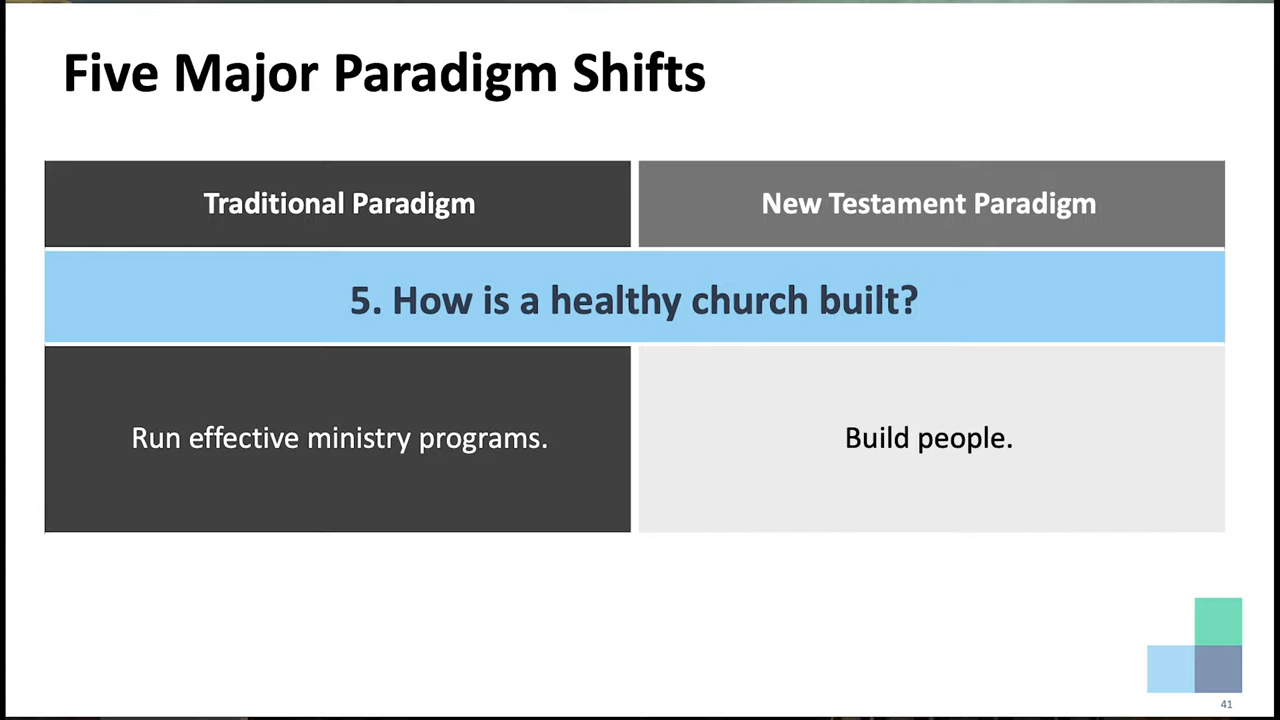 Five Major Paradigm Shifts
Traditional Paradigm
New Testament Paradigm
5. How is a healthy church built?
Run effective ministry programs.
Build people.
41